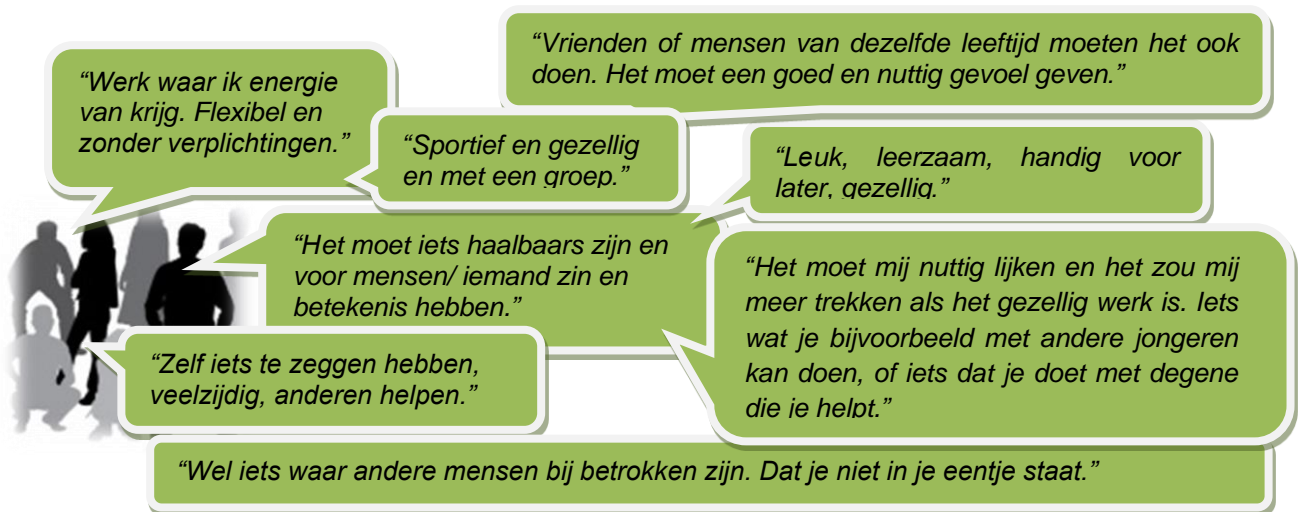 “Vrienden of mensen van dezelfde leeftijd moeten het ook
doen. Het moet een goed en nuttig gevoel geven.”
“Werk waar ik energie
van krijg. Flexibel en
zonder verplichtingen.”
“Sportief en gezellig
en met een groep.”
“Leuk, leerzaam, handig voor
later, gezellig.”
“Het moet iets haalbaars zijn en
voor mensen/ iemand zin en
betekenis hebben.”
“Het moet mij nuttig lijken en het zou mij
meer trekken als het gezellig werk is. Iets
wat je bijvoorbeeld met andere jongeren
kan doen, of iets dat je doet met degene
die je helpt.”
“Zelf iets te zeggen hebben,
veelzijdig, anderen helpen.”
“Wel iets waar andere mensen bij betrokken zijn. Dat je niet in je eentje staat.”